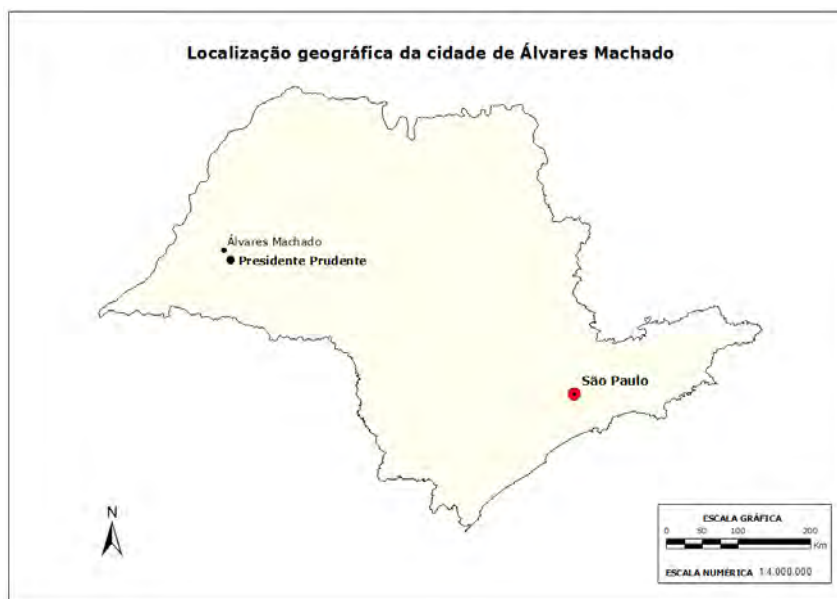 Localização geográfica da cidade de Álvares Machado
Álvares Machado
Presidente Prudente
São Paulo
N
ESCALA GRÁFICA
0 50 100 200
Km
ESCALA NUMÉRICA 1:4.000.000